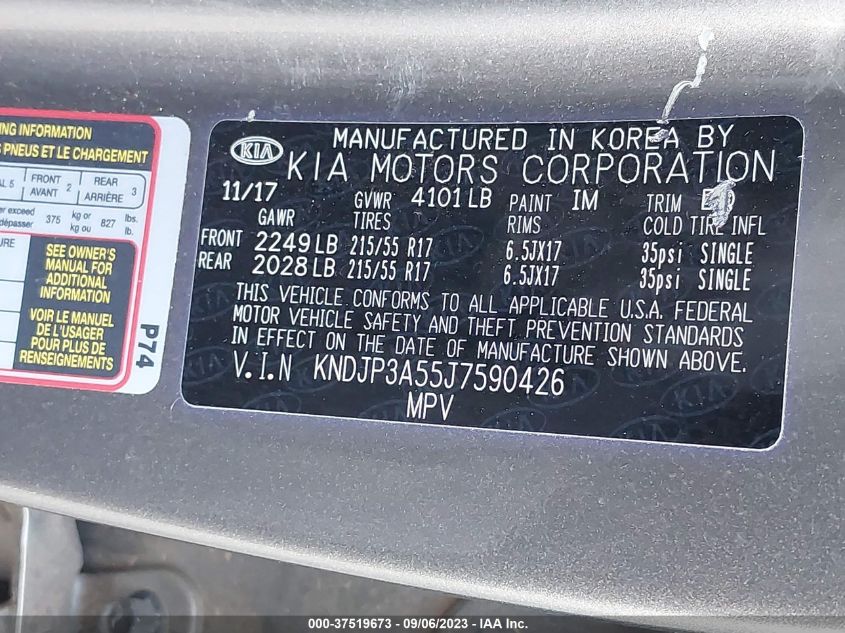 ING INFORMATION
S PNEUS ET LE CHARGEMENT
AL 5 FRONT AVANT 2 REAR ARRIÈRE 3
er exceed
dépasser 375 kg or kg ou 827 lbs. lb.
URE
SEE OWNER'S
MANUAL FOR
ADDITIONAL
INFORMATION
VOIR LE MANUEL
DE L'USAGER
POUR PLUS DE
RENSEIGNEMENTS
P74
KIA
MANUFACTURED IN KOREA BY
KIA MOTORS CORPORATION
11/17 GVWR 4101 LB PAINT IM TRIM
GAWR TIRES RIMS COLD TIRE INFL
FRONT 2249 LB 215/55 R17 6.5JX17 35psi SINGLE
REAR 2028 LB 215/55 R17 6.5JX17 35psi SINGLE
THIS VEHICLE CONFORMS TO ALL APPLICABLE U.S.A. FEDERAL
MOTOR VEHICLE SAFETY AND THEFT PREVENTION STANDARDS
IN EFFECT ON THE DATE OF MANUFACTURE SHOWN ABOVE.
V.I.N KNDJP3A55J7590426
MPV
000-37519673 - 09/06/2023 - IAA Inc.